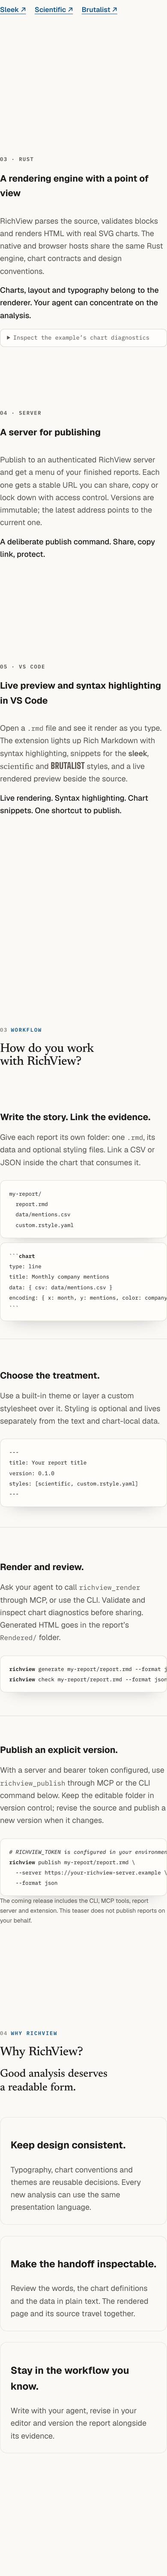 Sleek ↗ Scientific ↗ Brutalist ↗
03 · RUST
A rendering engine with a point of
view
RichView parses the source, validates blocks
and renders HTML with real SVG charts. The
native and browser hosts share the same Rust
engine, chart contracts and design
conventions.
Charts, layout and typography belong to the
renderer. Your agent can concentrate on the
analysis.
▶ Inspect the example's chart diagnostics
04 · SERVER
A server for publishing
Publish to an authenticated RichView server
and get a menu of your finished reports. Each
one gets a stable URL you can share, copy or
lock down with access control. Versions are
immutable; the latest address points to the
current one.
A deliberate publish command. Share, copy
link, protect.
05 · VS CODE
Live preview and syntax highlighting
in VS Code
Open a .rmd file and see it render as you type.
The extension lights up Rich Markdown with
syntax highlighting, snippets for the sleek,
scientific and BRUTALIST styles, and a live
rendered preview beside the source.
Live rendering. Syntax highlighting. Chart
snippets. One shortcut to publish.
03 WORKFLOW
How do you work
with RichView?
Write the story. Link the evidence.
Give each report its own folder: one .rmd, its
data and optional styling files. Link a CSV or
JSON inside the chart that consumes it.
my-report/
report.rmd
data/mentions.csv
custom.rstyle.yaml
```chart
type: line
title: Monthly company mentions
data: { csv: data/mentions.csv }
encoding: { x: month, y: mentions, color: company
```
Choose the treatment.
Use a built-in theme or layer a custom
stylesheet over it. Styling is optional and lives
separately from the text and chart-local data.
---
title: Your report title
version: 0.1.0
styles: [scientific, custom.rstyle.yaml]
---
Render and review.
Ask your agent to call richview_render
through MCP, or use the CLI. Validate and
inspect chart diagnostics before sharing.
Generated HTML goes in the report's
Rendered/ folder.
richview generate my-report/report.rmd --format j
richview check my-report/report.rmd --format json
Publish an explicit version.
With a server and bearer token configured, use
richview_publish through MCP or the CLI
command below. Keep the editable folder in
version control; revise the source and publish a
new version when it changes.
# RICHVIEW_TOKEN is configured in your environmen
richview publish my-report/report.rmd \
--server https://your-richview-server.example \
--format json
The coming release includes the CLI, MCP tools, report
server and extension. This teaser does not publish reports on
your behalf.
04 WHY RICHVIEW
Why RichView?
Good analysis deserves
a readable form.
Keep design consistent.
Typography, chart conventions and
themes are reusable decisions. Every
new analysis can use the same
presentation language.
Make the handoff inspectable.
Review the words, the chart definitions
and the data in plain text. The rendered
page and its source travel together.
Stay in the workflow you
know.
Write with your agent, revise in your
editor and version the report alongside
its evidence.